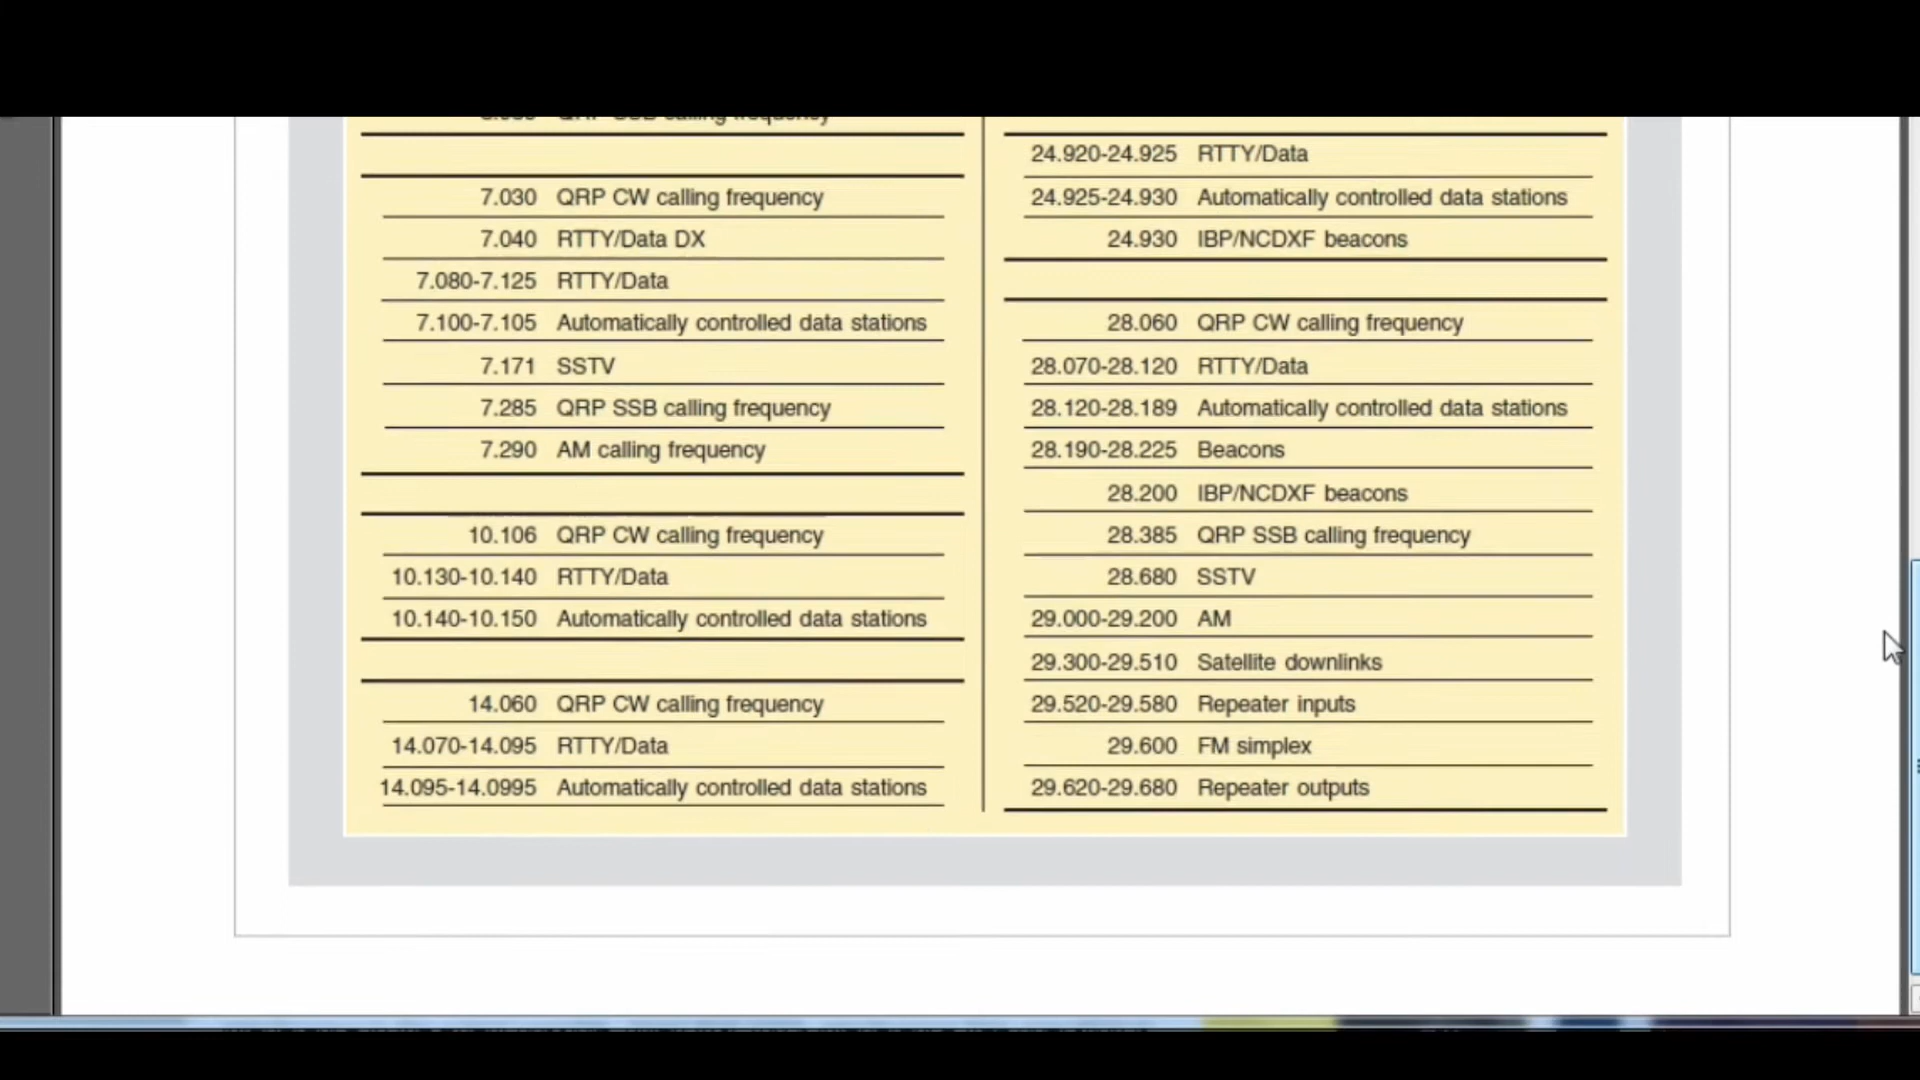 QRP SSB calling frequency
7.030 QRP CW calling frequency
7.040 RTTY/Data DX
7.080-7.125 RTTY/Data
7.100-7.105 Automatically controlled data stations
7.171 SSTV
7.285 QRP SSB calling frequency
7.290 AM calling frequency
10.106 QRP CW calling frequency
10.130-10.140 RTTY/Data
10.140-10.150 Automatically controlled data stations
14.060 QRP CW calling frequency
14.070-14.095 RTTY/Data
14.095-14.0995 Automatically controlled data stations
24.920-24.925 RTTY/Data
24.925-24.930 Automatically controlled data stations
24.930 IBP/NCDXF beacons
28.060 QRP CW calling frequency
28.070-28.120 RTTY/Data
28.120-28.189 Automatically controlled data stations
28.190-28.225 Beacons
28.200 IBP/NCDXF beacons
28.385 QRP SSB calling frequency
28.680 SSTV
29.000-29.200 AM
29.300-29.510 Satellite downlinks
29.520-29.580 Repeater inputs
29.600 FM simplex
29.620-29.680 Repeater outputs